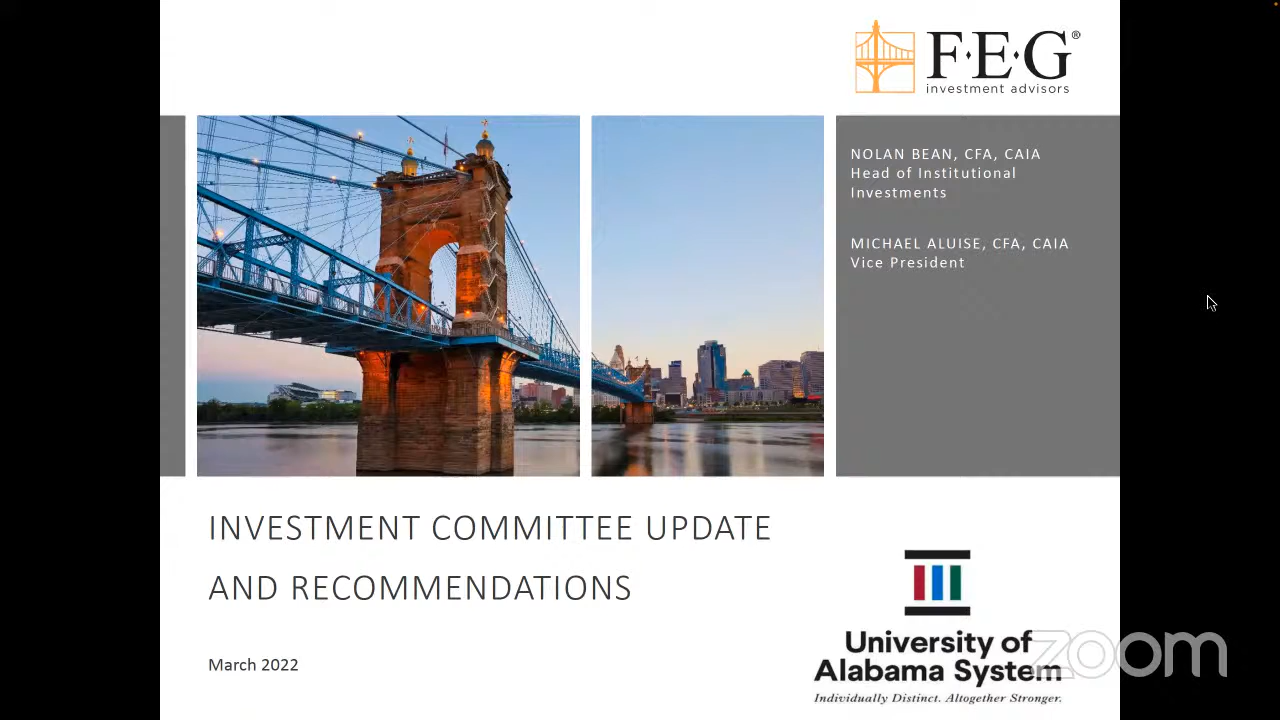 F·E·G®
investment advisors
NOLAN BEAN, CFA, CAIA
Head of Institutional
Investments
MICHAEL ALUISE, CFA, CAIA
Vice President
INVESTMENT COMMITTEE UPDATE
AND RECOMMENDATIONS
March 2022
University of
Alabama System
Individually Distinct. Altogether Stronger.
zoom